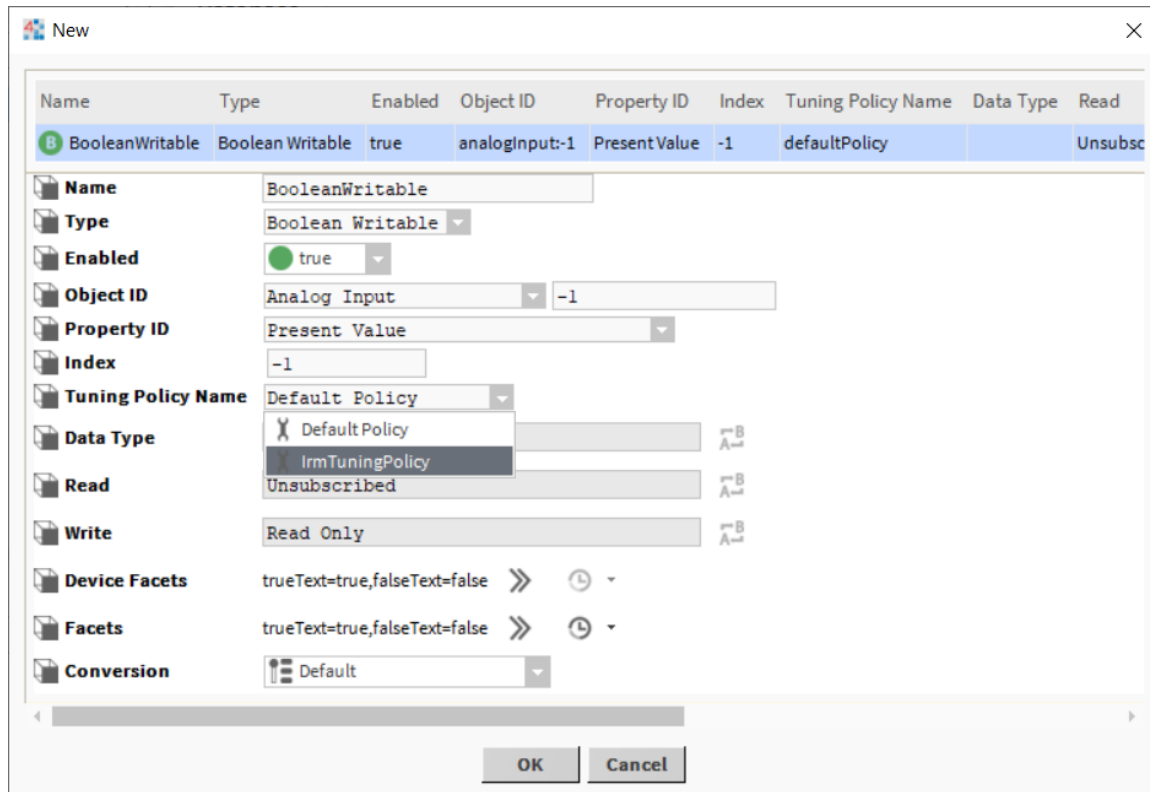 New
Name Type Enabled Object ID Property ID Index Tuning Policy Name Data Type Read
B BooleanWritable Boolean Writable true analogInput:-1 Present Value -1 defaultPolicy Unsubsc
Name BooleanWritable
Type Boolean Writable
Enabled true
Object ID Analog Input -1
Property ID Present Value
Index -1
Tuning Policy Name Default Policy
Default Policy
Data Type
IrmTuningPolicy
Read Unsubscribed
Write Read Only
Device Facets trueText=true,falseText=false
Facets trueText=true,falseText=false
Conversion Default
OK Cancel